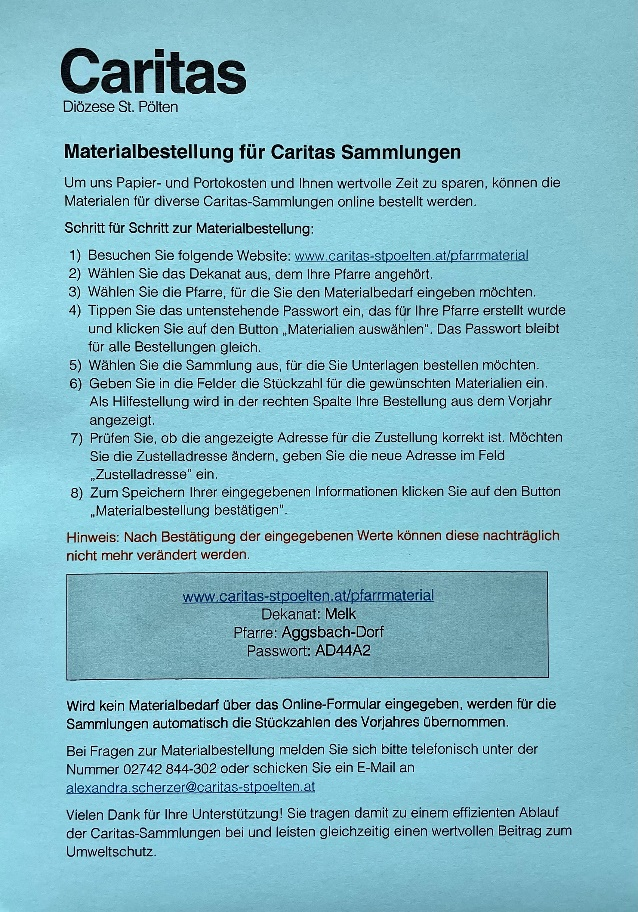 Caritas
Diözese St. Pölten
Materialbestellung für Caritas Sammlungen
Um uns Papier- und Portokosten und Ihnen wertvolle Zeit zu sparen, können die
Materialen für diverse Caritas-Sammlungen online bestellt werden.
Schritt für Schritt zur Materialbestellung:
1) Besuchen Sie folgende Website: www.caritas-stpoelten.at/pfarrmaterial
2) Wählen Sie das Dekanat aus, dem Ihre Pfarre angehört.
3) Wählen Sie die Pfarre, für die Sie den Materialbedarf eingeben möchten.
4) Tippen Sie das untenstehende Passwort ein, das für Ihre Pfarre erstellt wurde
und klicken Sie auf den Button „Materialien auswählen". Das Passwort bleibt
für alle Bestellungen gleich.
5) Wählen Sie die Sammlung aus, für die Sie Unterlagen bestellen möchten.
6) Geben Sie in die Felder die Stückzahl für die gewünschten Materialien ein.
Als Hilfestellung wird in der rechten Spalte Ihre Bestellung aus dem Vorjahr
angezeigt.
7) Prüfen Sie, ob die angezeigte Adresse für die Zustellung korrekt ist. Möchten
Sie die Zustelladresse ändern, geben Sie die neue Adresse im Feld
„Zustelladresse" ein.
8) Zum Speichern Ihrer eingegebenen Informationen klicken Sie auf den Button
„Materialbestellung bestätigen".
Hinweis: Nach Bestätigung der eingegebenen Werte können diese nachträglich
nicht mehr verändert werden.
www.caritas-stpoelten.at/pfarrmaterial
Dekanat: Melk
Pfarre: Aggsbach-Dorf
Passwort: AD44A2
Wird kein Materialbedarf über das Online-Formular eingegeben, werden für die
Sammlungen automatisch die Stückzahlen des Vorjahres übernommen.
Bei Fragen zur Materialbestellung melden Sie sich bitte telefonisch unter der
Nummer 02742 844-302 oder schicken Sie ein E-Mail an
alexandra.scherzer@caritas-stpoelten.at
Vielen Dank für Ihre Unterstützung! Sie tragen damit zu einem effizienten Ablauf
der Caritas-Sammlungen bei und leisten gleichzeitig einen wertvollen Beitrag zum
Umweltschutz.